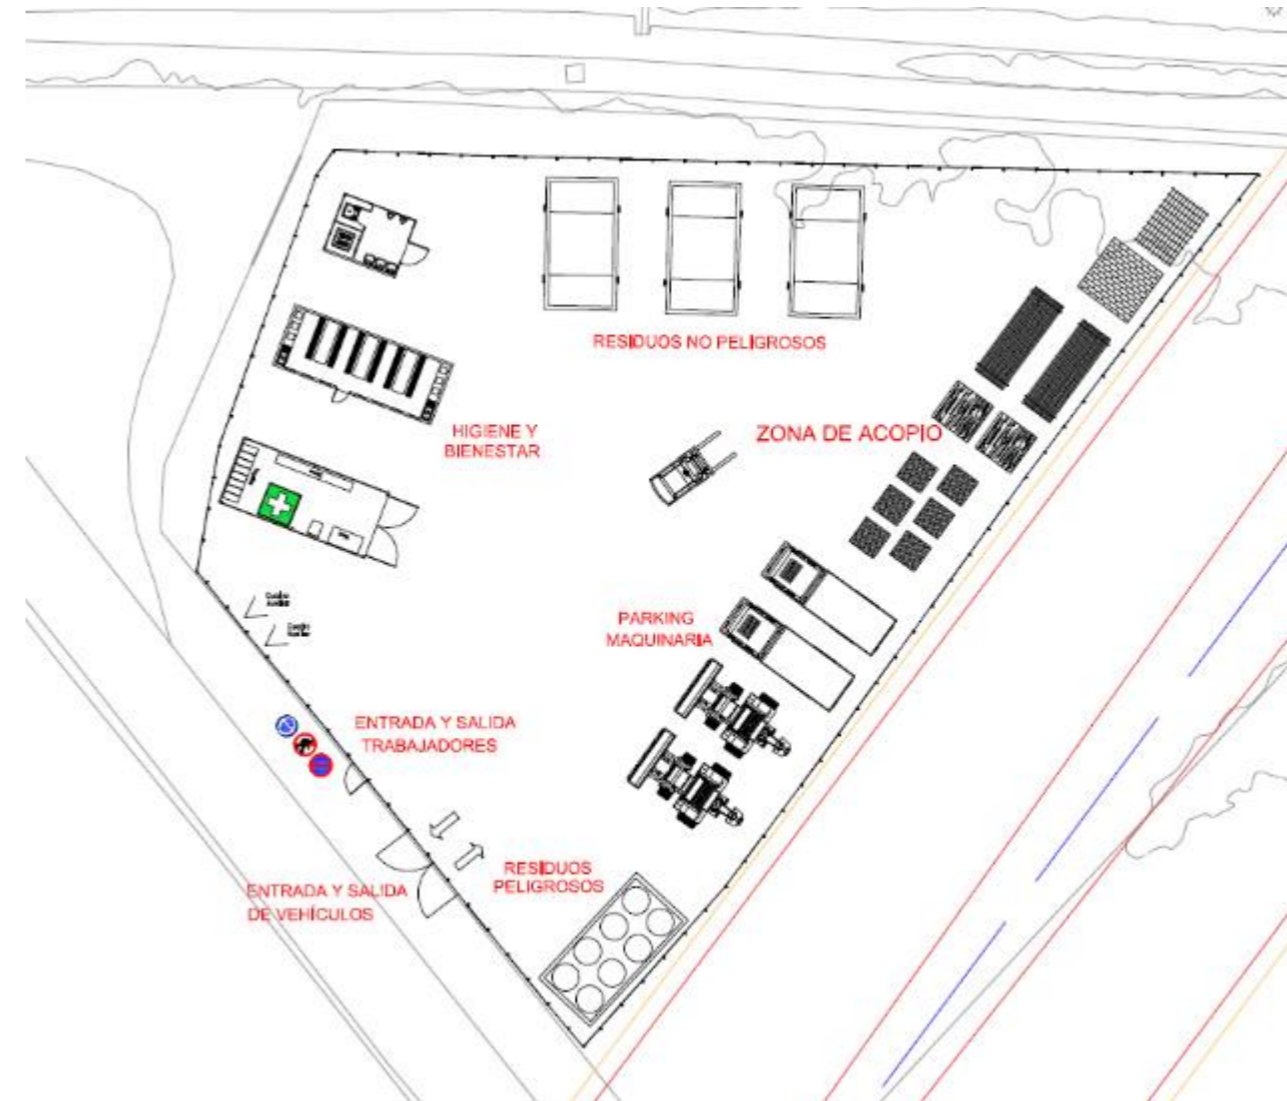 RESIDUOS NO PELIGROSOS
HIGIENE Y
BIENESTAR
ZONA DE ACOPIO
PARKING
MAQUINARIA
ENTRADA Y SALIDA
TRABAJADORES
RESIDUOS
PELIGROSOS
ENTRADA Y SALIDA
DE VEHÍCULOS